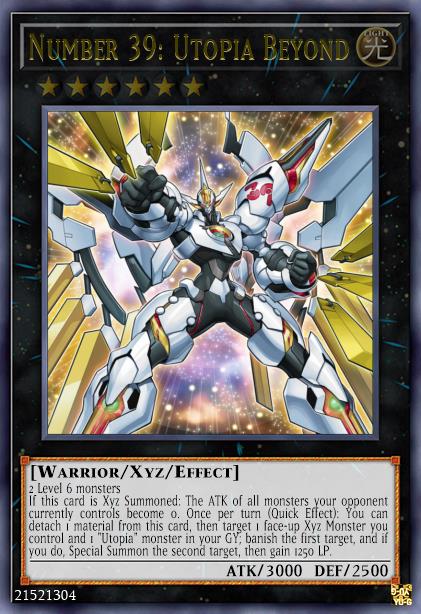 Number 39: Utopia Beyond
LIGHT
光
39
[Warrior/Xyz/Effect]
2 Level 6 monsters
If this card is Xyz Summoned: The ATK of all monsters your opponent
currently controls become 0. Once per turn (Quick Effect): You can
detach 1 material from this card, then target 1 face-up Xyz Monster you
control and 1 "Utopia" monster in your GY; banish the first target, and if
you do, Special Summon the second target, then gain 1250 LP.
ATK/3000 DEF/2500
21521304